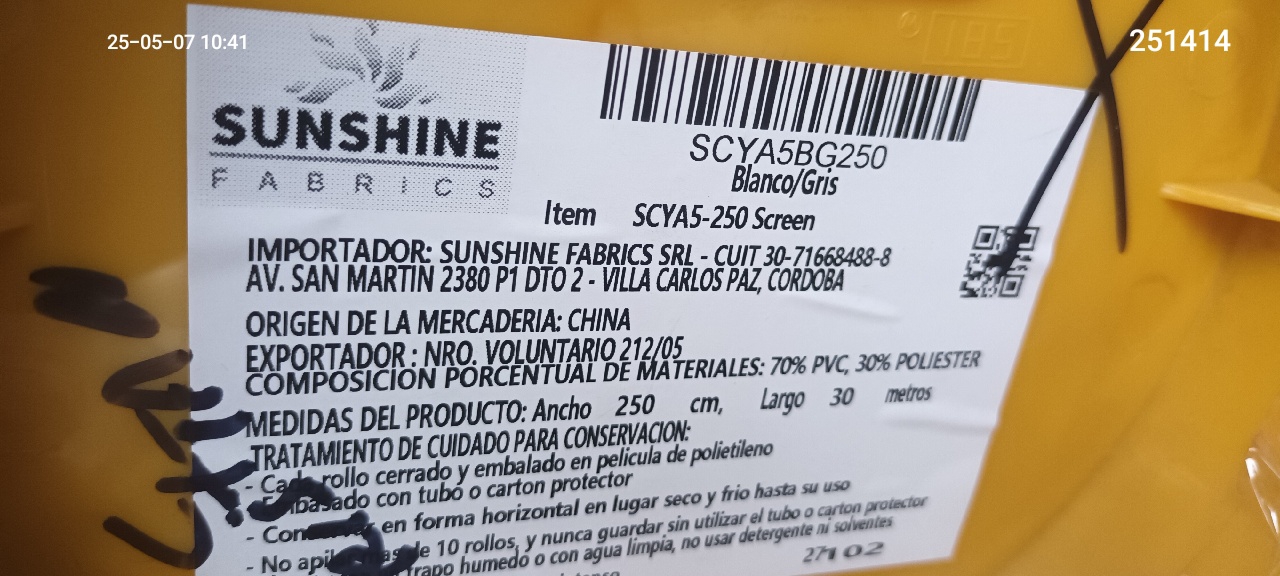 25-05-07 10:41
251414
185
SUNSHINE
FABRICS
SCYA5BG250
Blanco/Gris
Item SCYA5-250 Screen
IMPORTADOR: SUNSHINE FABRICS SRL - CUIT 30-71668488-8
AV. SAN MARTIN 2380 P1 DTO 2 - VILLA CARLOS PAZ, CORDOBA
ORIGEN DE LA MERCADERIA: CHINA
EXPORTADOR : NRO. VOLUNTARIO 212/05
COMPOSICION PORCENTUAL DE MATERIALES: 70% PVC, 30% POLIESTER
MEDIDAS DEL PRODUCTO: Ancho 250 cm, Largo 30 metros
TRATAMIENTO DE CUIDADO PARA CONSERVACION:
- Cada rollo cerrado y embalado en pelicula de polietileno
- con tubo o carton protector
- en forma horizontal en lugar seco y frio hasta su uso
- No de 10 rollos, y nunca guardar sin utilizar el tubo o carton protector
trapo humedo o con agua limpia, no usar detergente ni solventes